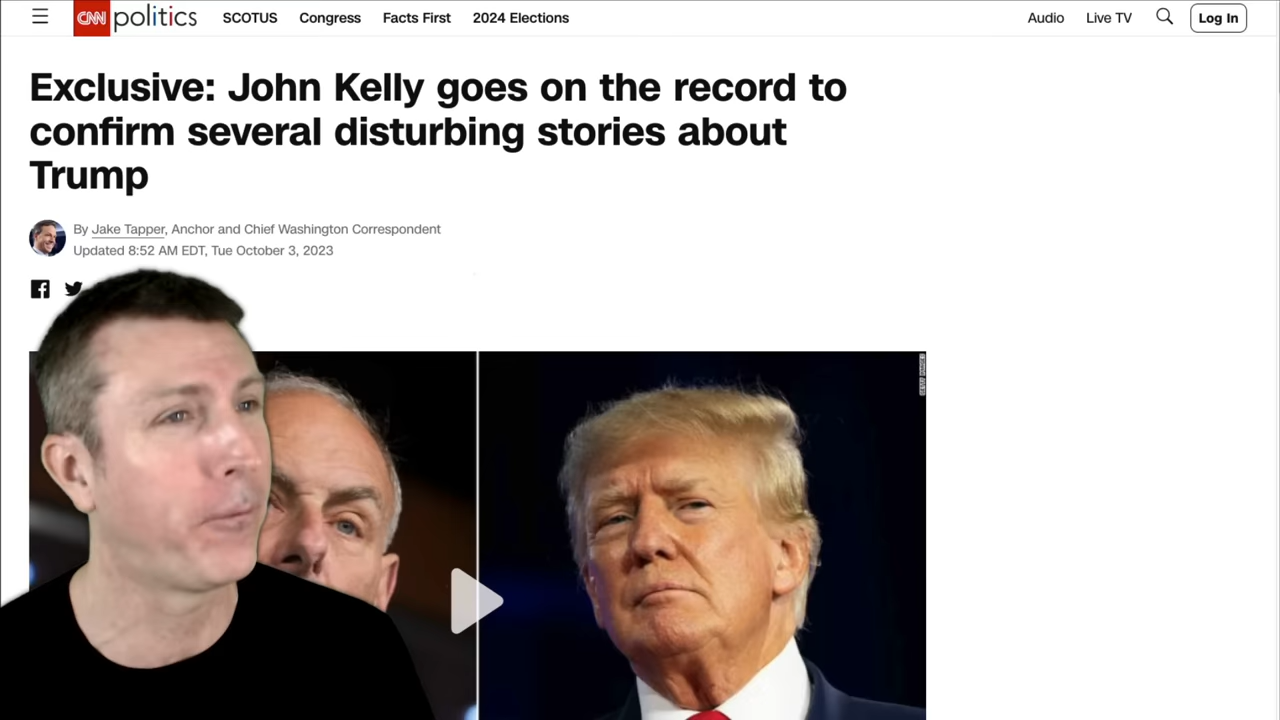 CNN politics SCOTUS Congress Facts First 2024 Elections Audio Live TV Log In
Exclusive: John Kelly goes on the record to
confirm several disturbing stories about
Trump
By Jake Tapper, Anchor and Chief Washington Correspondent
Updated 8:52 AM EDT, Tue October 3, 2023